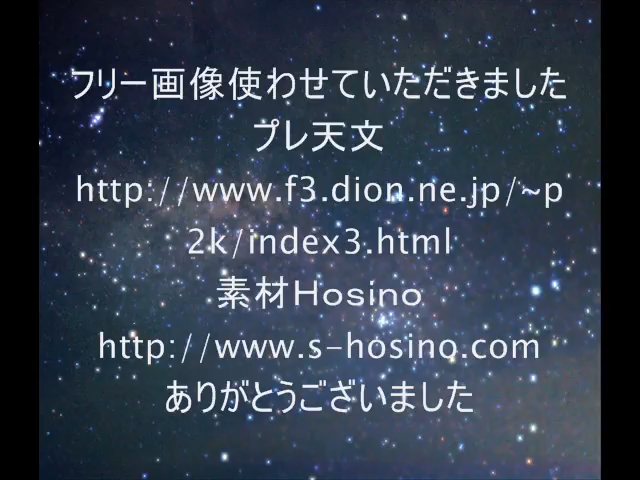 フリー画像使わせていただきました
プレ天文
http://www.f3.dion.ne.jp/~p
2k/index3.html
素材Hosino
http://www.s-hosino.com
ありがとうございました